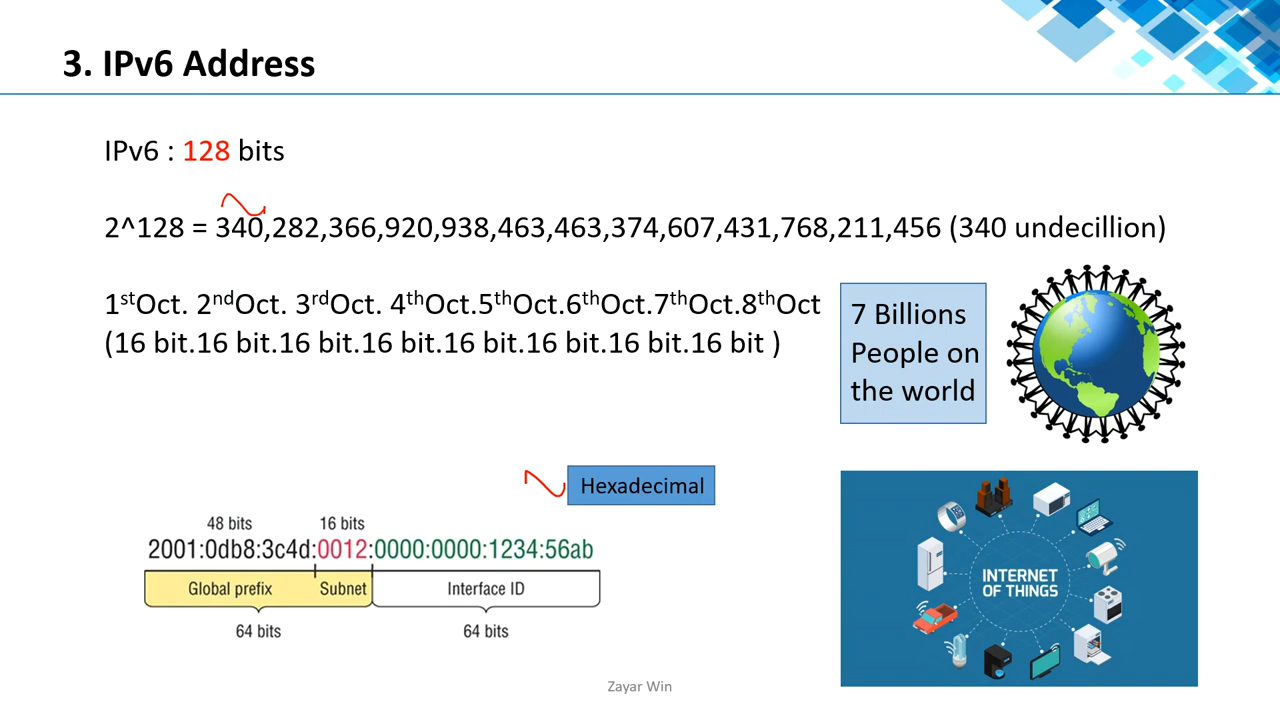 3. IPv6 Address
IPv6 : 128 bits
2^128 = 340,282,366,920,938,463,463,374,607,431,768,211,456 (340 undecillion)
1stOct. 2ndOct. 3rdOct. 4thOct.5thOct.6thOct.7thOct.8thOct
(16 bit.16 bit.16 bit.16 bit.16 bit.16 bit.16 bit.16 bit )
7 Billions
People on
the world
Hexadecimal
48 bits 16 bits
2001:0db8:3c4d:0012:0000:0000:1234:56ab
Global prefix Subnet Interface ID
64 bits 64 bits
INTERNET
OF THINGS
Zayar Win